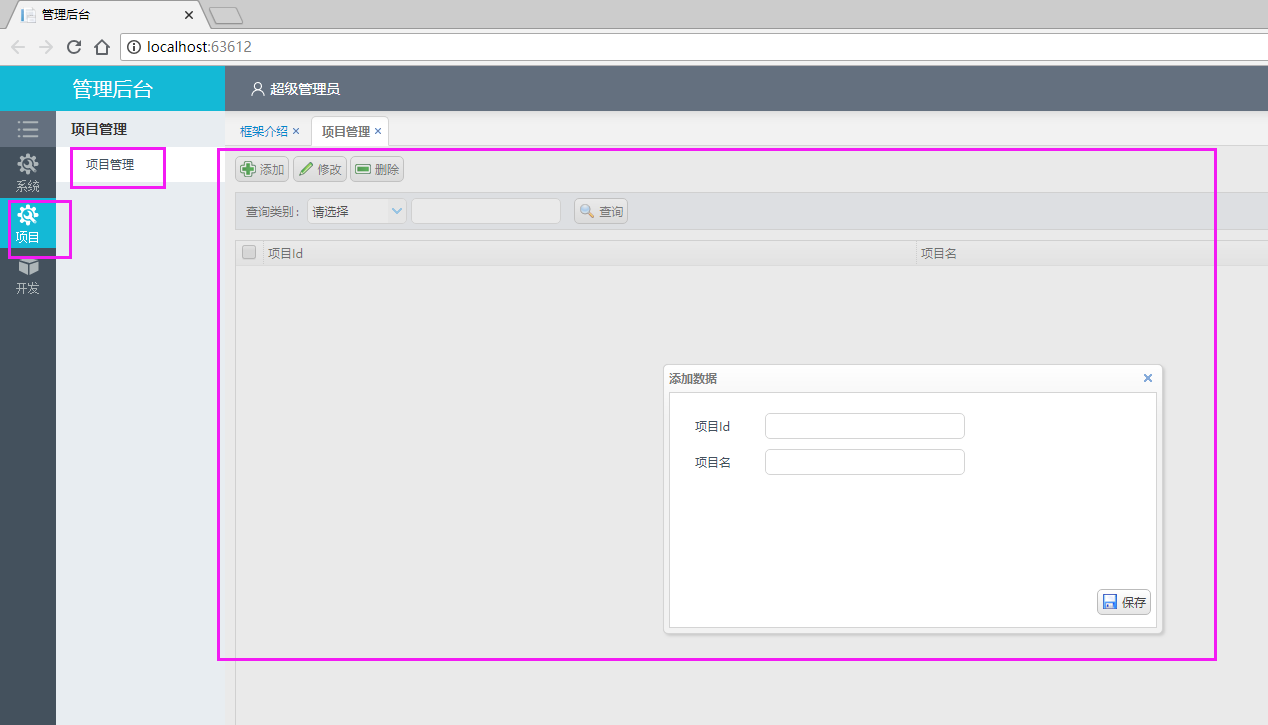 管理后台
localhost:63612
管理后台
超级管理员
项目管理
框架介绍
项目管理
项目管理
系统
项目
开发
添加
修改
删除
查询类别：
请选择
查询
项目Id
项目名
添加数据
项目Id
项目名
保存